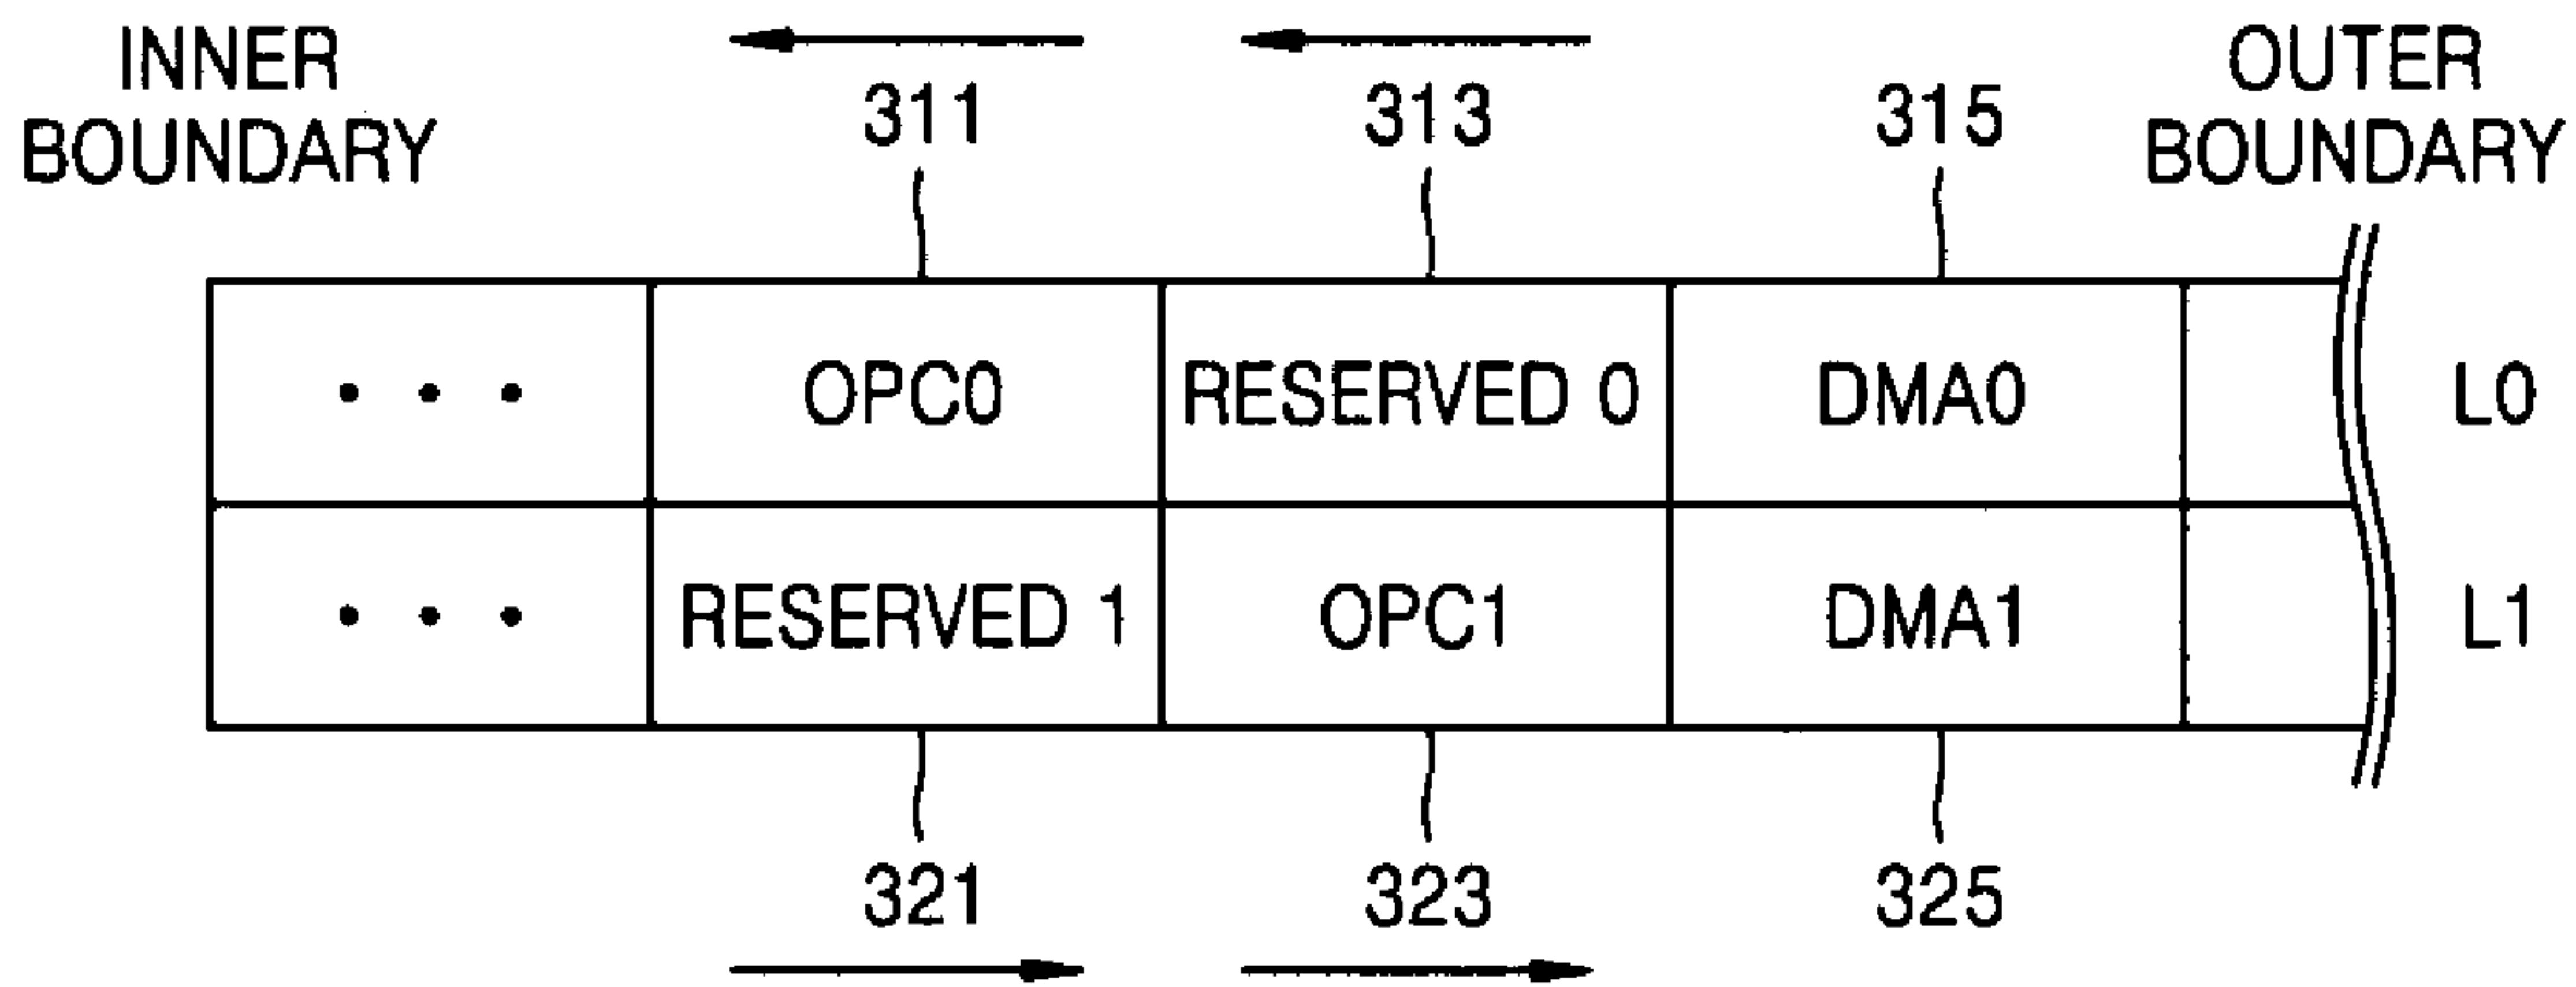 INNER
BOUNDARY
311
313
315
OUTER
BOUNDARY
• • •
OPC0
RESERVED 0
DMA0
L0
• • •
RESERVED 1
OPC1
DMA1
L1
321
323
325